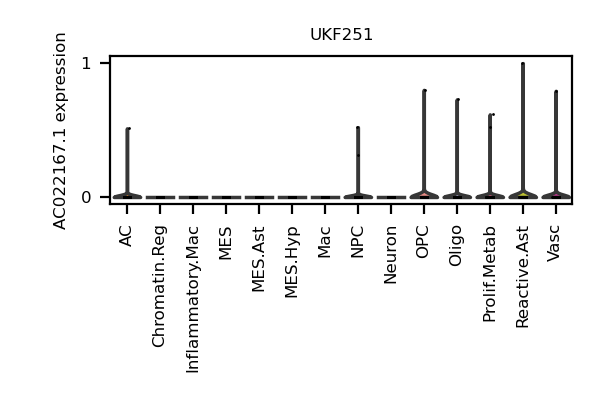 UKF251
AC022167.1 expression
1
0
AC
Chromatin.Reg
Inflammatory.Mac
MES
MES.Ast
MES.Hyp
Mac
NPC
Neuron
OPC
Oligo
Prolif.Metab
Reactive.Ast
Vasc